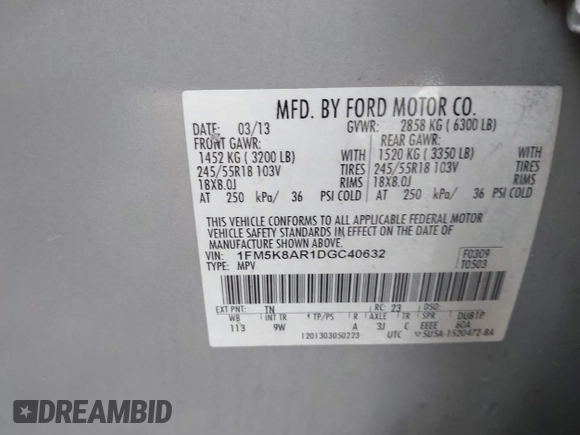 MFD. BY FORD MOTOR CO.
DATE: 03/13 GVWR: 2858 KG ( 6300 LB)
FRONT GAWR: REAR GAWR:
1452 KG ( 3200 LB) WITH 1520 KG ( 3350 LB) WITH
245/55R18 103V TIRES 245/55R18 103V TIRES
18X8.0J RIMS 18X8.0J RIMS
AT 250 kPa/ 36 PSI COLD AT 250 kPa/ 36 PSI COLD
THIS VEHICLE CONFORMS TO ALL APPLICABLE FEDERAL MOTOR
VEHICLE SAFETY STANDARDS IN EFFECT ON THE DATE OF
MANUFACTURE SHOWN ABOVE.
VIN: 1FM5K8AR1DGC40632 F0309
TYPE: MPV T0503
EXT PNT: TN RC: 23 DSO:
WB INT TR TP/PS R AXLE TR SPR DUB1P
113 9W A 3J C EEEE 60A
1201303050223 UTC 5U5A-1520472-BA
DREAMBID